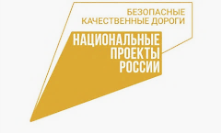 БЕЗОПАСНЫЕ
КАЧЕСТВЕННЫЕ ДОРОГИ
НАЦИОНАЛЬНЫЕ
ПРОЕКТЫ
РОССИИ